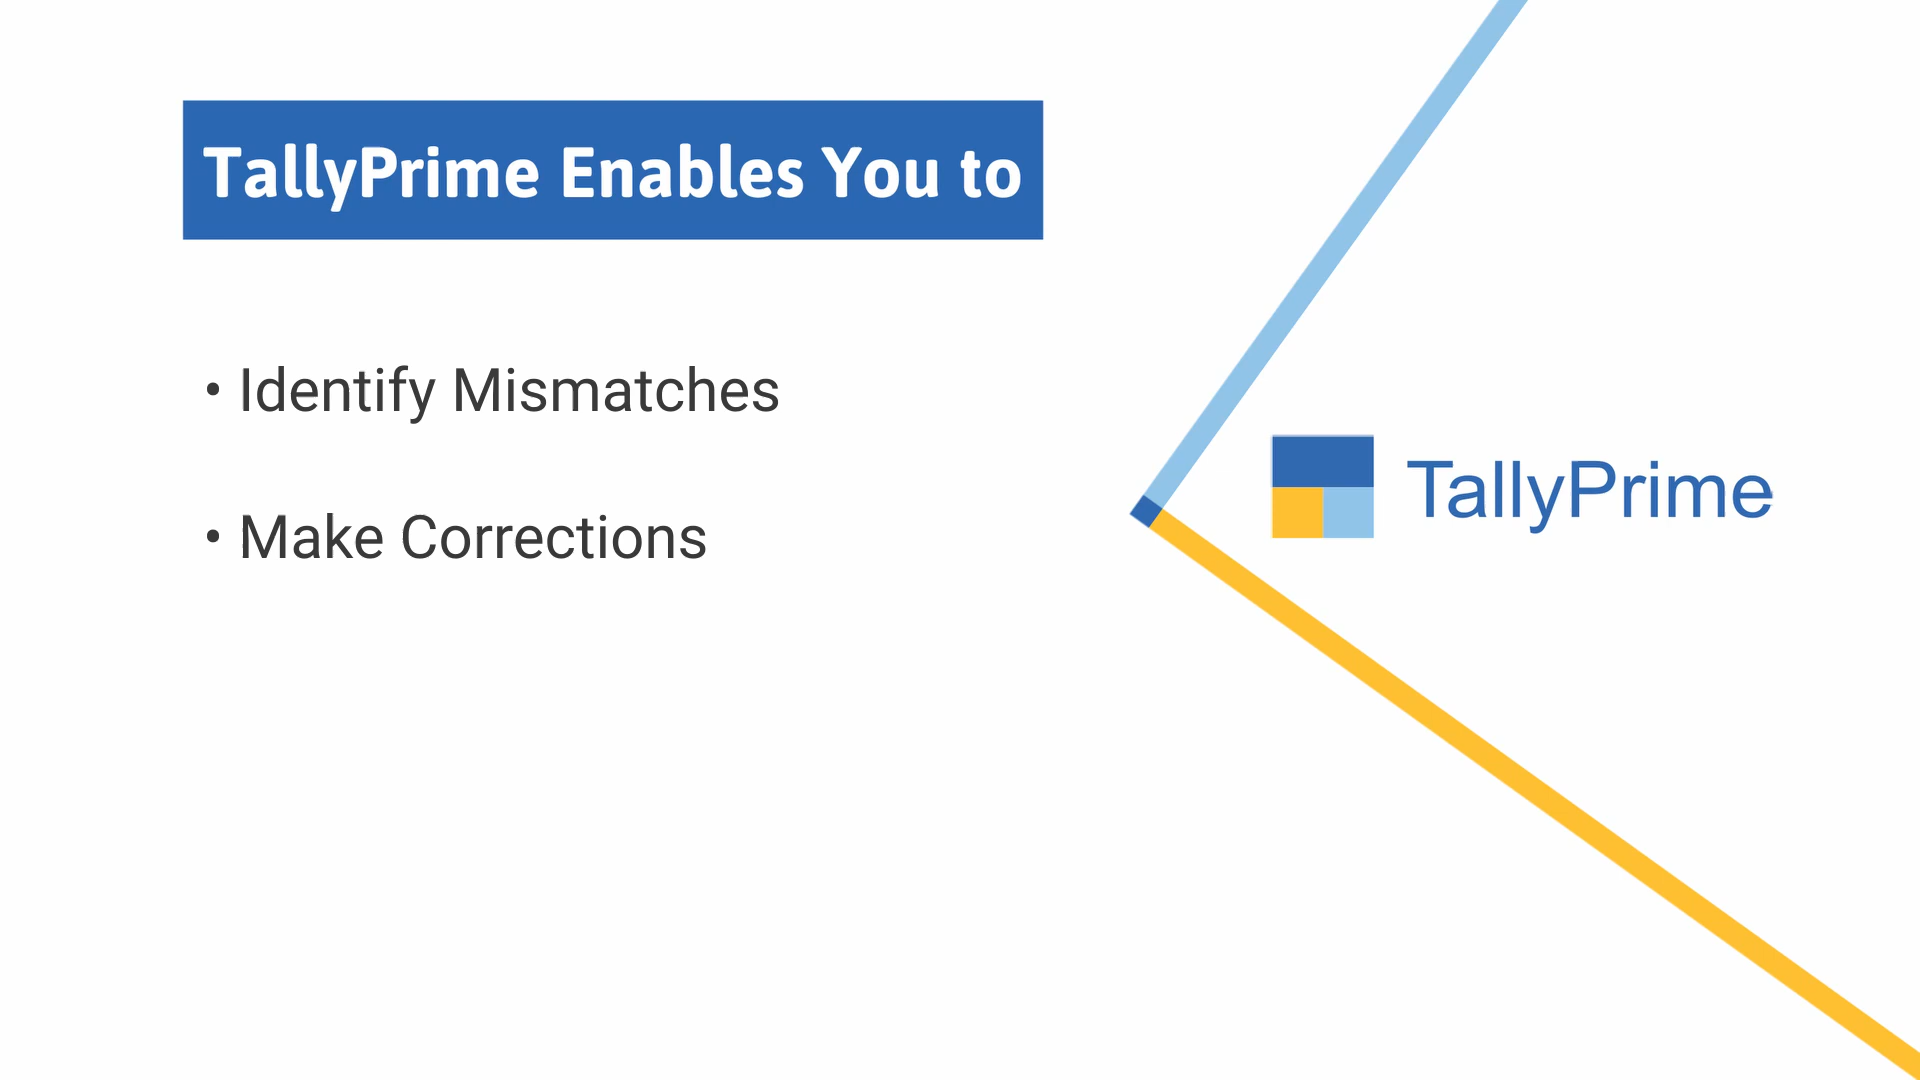 TallyPrime Enables You to
• Identify Mismatches
• Make Corrections
TallyPrime